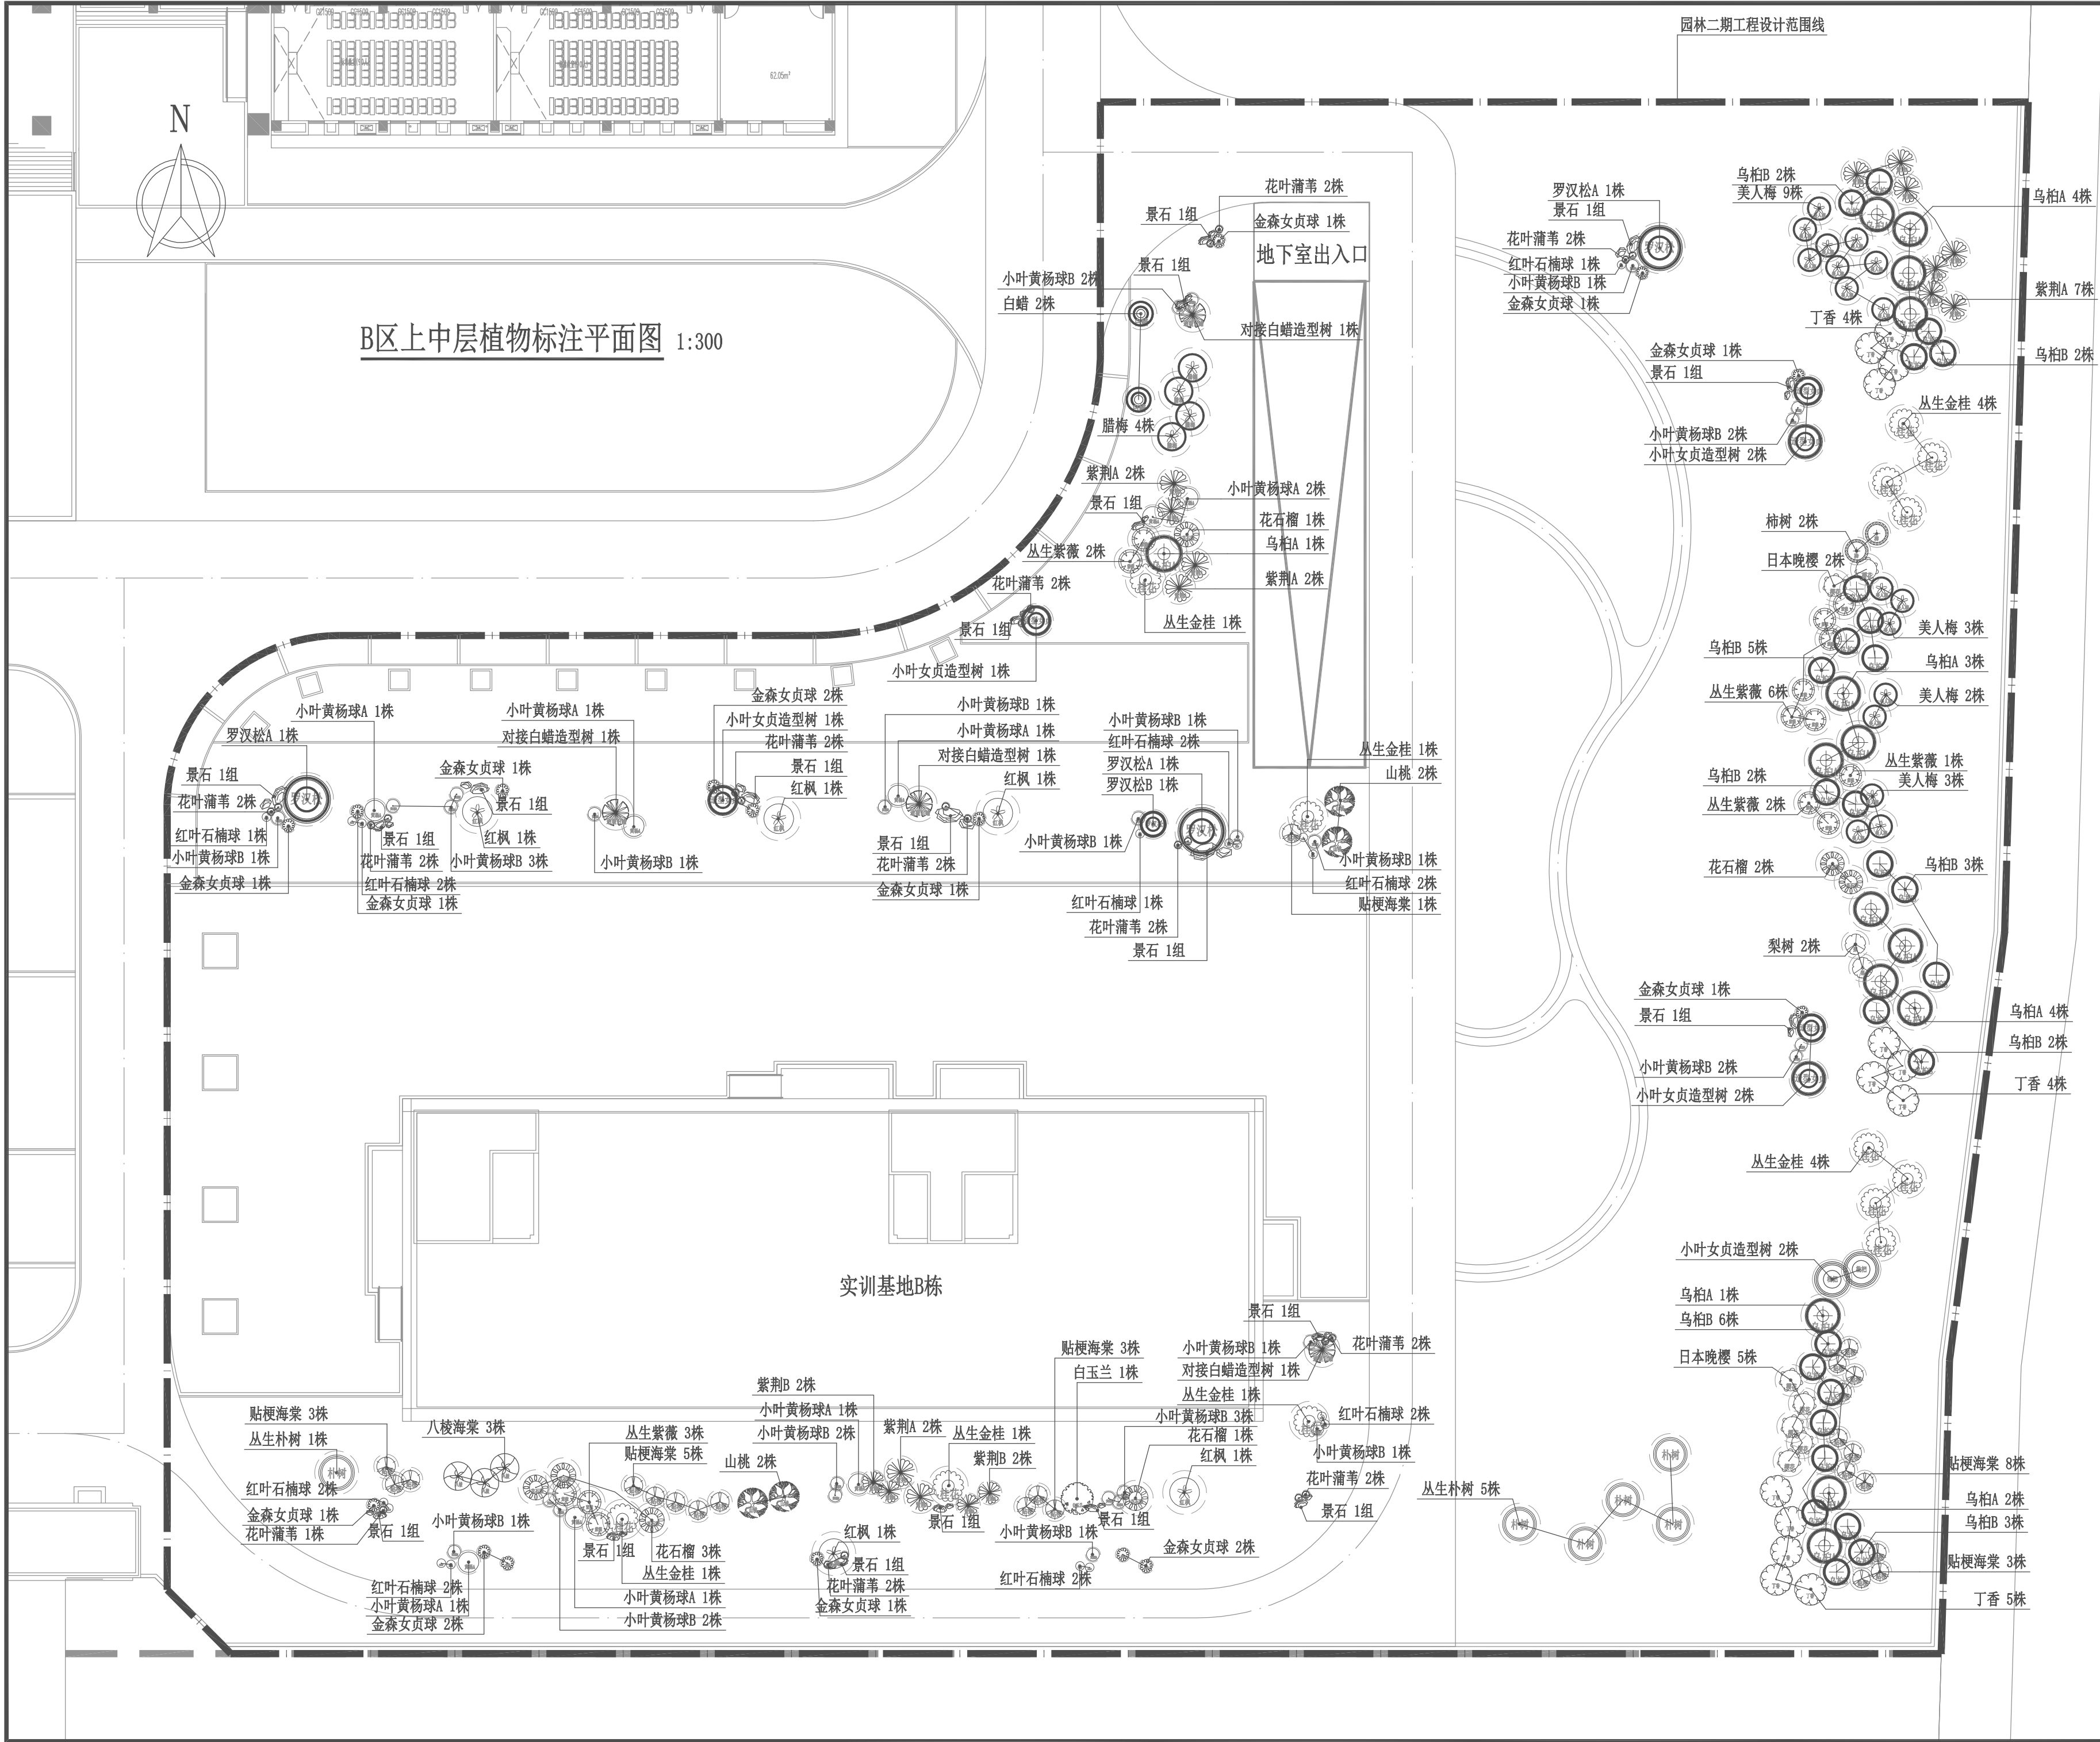 园林二期工程设计范围线
62.05m²
N
B区上中层植物标注平面图 1:300
花叶蒲苇 2株
景石 1组
金森女贞球 1株
地下室出入口
景石 1组
小叶黄杨球B 2株
白蜡 2株
对接白蜡造型树 1株
腊梅 4株
紫荆A 2株
小叶黄杨球A 2株
景石 1组
花石榴 1株
乌桕A 1株
丛生紫薇 2株
紫荆A 2株
花叶蒲苇 2株
丛生金桂 1株
景石 1组
小叶女贞造型树 1株
罗汉松A 1株
景石 1组
花叶蒲苇 2株
红叶石楠球 1株
小叶黄杨球B 1株
金森女贞球 1株
罗汉松
乌桕B 2株
美人梅 9株
乌桕A 4株
紫荆A 7株
丁香 4株
乌桕B 2株
金森女贞球 1株
景石 1组
小叶黄杨球B 2株
小叶女贞造型树 2株
丛生金桂 4株
柿树 2株
日本晚樱 2株
美人梅 3株
乌桕B 5株
乌桕A 3株
丛生紫薇 6株
美人梅 2株
丛生紫薇 1株
乌桕B 2株
美人梅 3株
丛生紫薇 2株
花石榴 2株
乌桕B 3株
梨树 2株
金森女贞球 1株
景石 1组
乌桕A 4株
乌桕B 2株
小叶黄杨球B 2株
丁香 4株
小叶女贞造型树 2株
丛生金桂 4株
小叶女贞造型树 2株
乌桕A 1株
乌桕B 6株
日本晚樱 5株
贴梗海棠 8株
乌桕A 2株
乌桕B 3株
贴梗海棠 3株
丁香 5株
小叶黄杨球A 1株
罗汉松A 1株
景石 1组
花叶蒲苇 2株
红叶石楠球 1株
小叶黄杨球B 1株
金森女贞球 1株
罗汉松
金森女贞球 1株
景石 1组
红枫 1株
景石 1组
花叶蒲苇 2株
小叶黄杨球B 3株
红叶石楠球 2株
金森女贞球 1株
小叶黄杨球A 1株
对接白蜡造型树 1株
小叶黄杨球B 1株
金森女贞球 2株
小叶女贞造型树 1株
花叶蒲苇 2株
景石 1组
红枫 1株
小叶黄杨球B 1株
小叶黄杨球A 1株
对接白蜡造型树 1株
红枫 1株
景石 1组
花叶蒲苇 2株
金森女贞球 1株
小叶黄杨球B 1株
红叶石楠球 2株
罗汉松A 1株
罗汉松B 1株
罗汉松
小叶黄杨球B 1株
红叶石楠球 1株
花叶蒲苇 2株
景石 1组
丛生金桂 1株
山桃 2株
小叶黄杨球B 1株
红叶石楠球 2株
贴梗海棠 1株
实训基地B栋
景石 1组
小叶黄杨球B 1株
花叶蒲苇 2株
对接白蜡造型树 1株
丛生金桂 1株
红叶石楠球 2株
小叶黄杨球B 1株
花叶蒲苇 2株
景石 1组
贴梗海棠 3株
丛生朴树 1株
朴树
红叶石楠球 2株
金森女贞球 1株
花叶蒲苇 1株
景石 1组
八棱海棠 3株
小叶黄杨球B 1株
红叶石楠球 2株
小叶黄杨球A 1株
金森女贞球 2株
丛生紫薇 3株
贴梗海棠 5株
景石 1组
花石榴 3株
丛生金桂 1株
小叶黄杨球A 1株
小叶黄杨球B 2株
山桃 2株
紫荆B 2株
小叶黄杨球A 1株
小叶黄杨球B 2株
紫荆A 2株
丛生金桂 1株
紫荆B 2株
景石 1组
红枫 1株
景石 1组
花叶蒲苇 2株
金森女贞球 1株
贴梗海棠 3株
白玉兰 1株
小叶黄杨球B 3株
花石榴 1株
红枫 1株
景石 1组
小叶黄杨球B 1株
金森女贞球 2株
红叶石楠球 2株
丛生朴树 5株
朴树
朴树
朴树
朴树
朴树